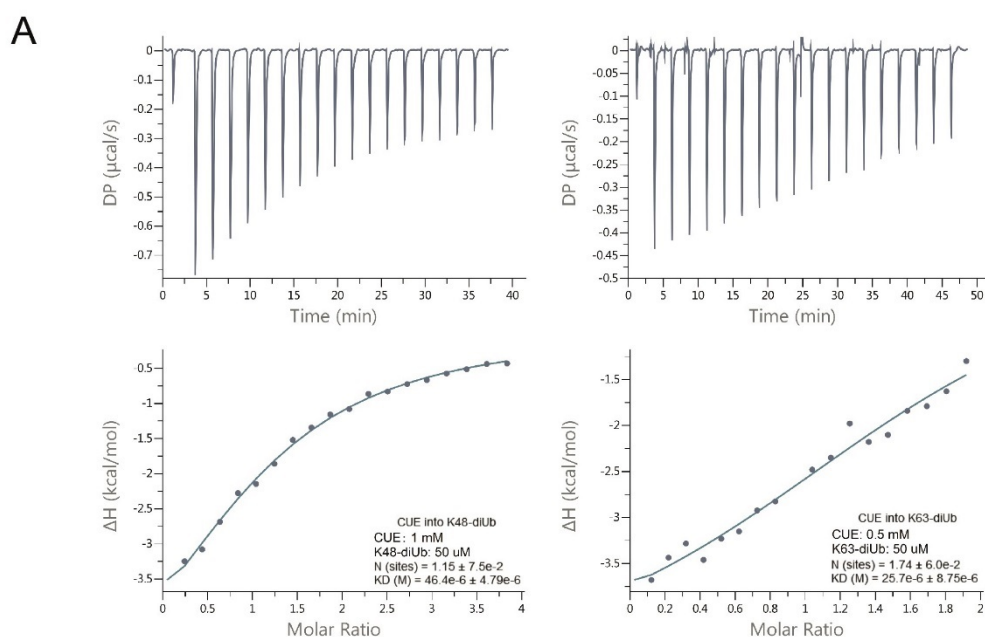 A
0
-0.1
-0.2
-0.3
-0.4
-0.5
-0.6
-0.7
DP (µcal/s)
0 5 10 15 20 25 30 35 40
Time (min)
0
-0.05
-0.1
-0.15
-0.2
-0.25
-0.3
-0.35
-0.4
-0.45
-0.5
DP (µcal/s)
0 5 10 15 20 25 30 35 40 45 50
Time (min)
-0.5
-1
-1.5
-2
-2.5
-3
-3.5
ΔH (kcal/mol)
CUE into K48-diUb
CUE: 1 mM
K48-diUb: 50 uM
N (sites) = 1.15 ± 7.5e-2
KD (M) = 46.4e-6 ± 4.79e-6
0 0.5 1 1.5 2 2.5 3 3.5 4
Molar Ratio
-1.5
-2
-2.5
-3
-3.5
ΔH (kcal/mol)
CUE into K63-diUb
CUE: 0.5 mM
K63-diUb: 50 uM
N (sites) = 1.74 ± 6.0e-2
KD (M) = 25.7e-6 ± 8.75e-6
0 0.2 0.4 0.6 0.8 1 1.2 1.4 1.6 1.8 2
Molar Ratio